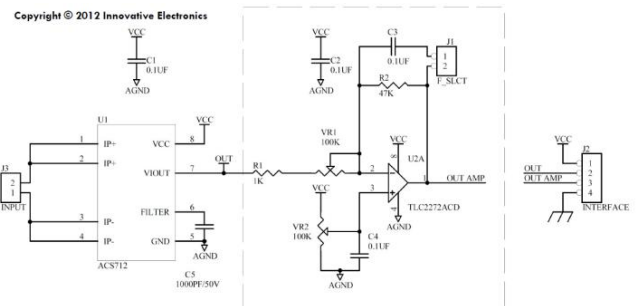 Copyright © 2012 Innovative Electronics
VCC
C1
0.1UF
AGND
VCC
C2
0.1UF
AGND
C3
0.1UF
J1
1
2
F_SLCT
R2
47K
U1
VCC
1
IP+
VCC
8
2
IP+
J3
2
1
INPUT
VIOUT
7
OUT
R1
1K
VR1
100K
VCC
8
U2A
2
3
1
OUT AMP
4
TLC2272ACD
AGND
3
IP-
FILTER
6
4
IP-
GND
5
ACS712
AGND
C5
1000PF/50V
VCC
VR2
100K
C4
0.1UF
AGND
VCC
J2
OUT
OUT AMP
1
2
3
4
INTERFACE